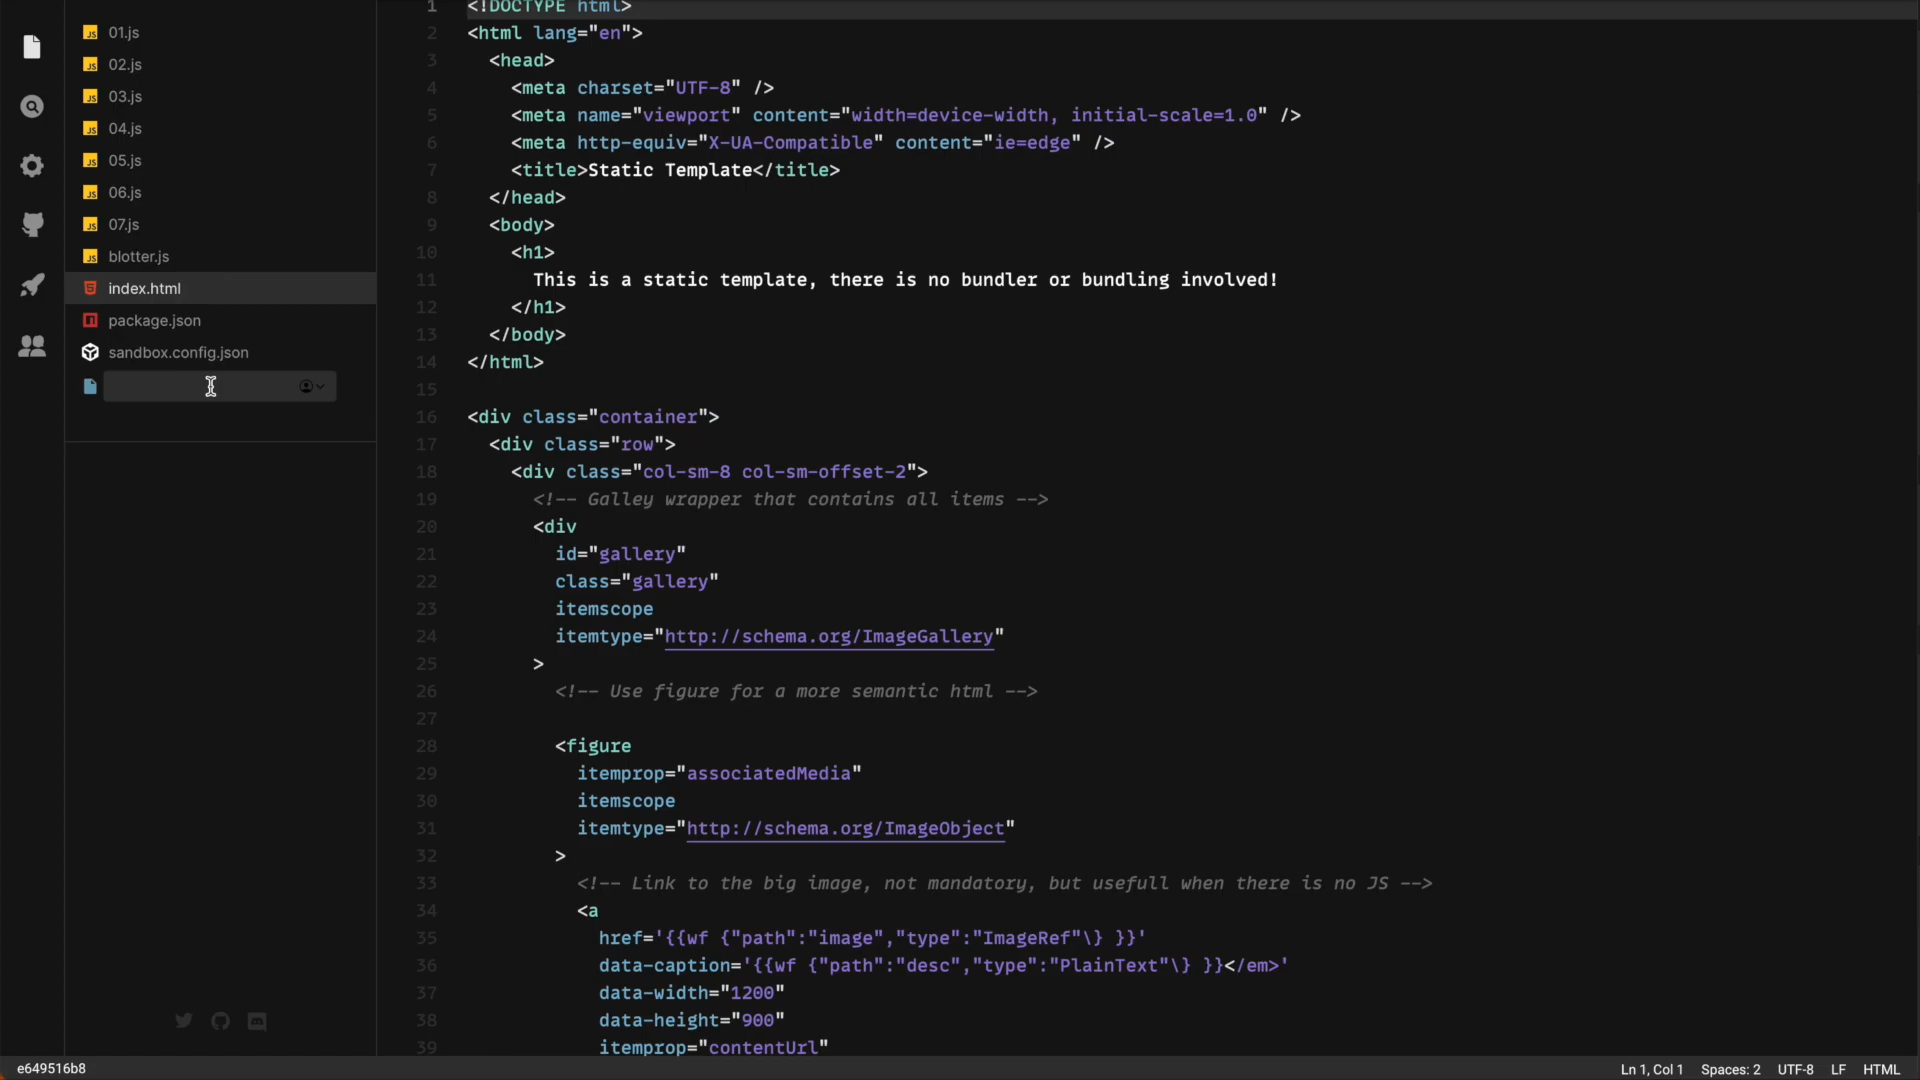 01.js
02.js
03.js
04.js
05.js
06.js
07.js
blotter.js
index.html
package.json
sandbox.config.json
1 <!DOCTYPE html>
2 <html lang="en">
3 <head>
4 <meta charset="UTF-8" />
5 <meta name="viewport" content="width=device-width, initial-scale=1.0" />
6 <meta http-equiv="X-UA-Compatible" content="ie=edge" />
7 <title>Static Template</title>
8 </head>
9 <body>
10 <h1>
11 This is a static template, there is no bundler or bundling involved!
12 </h1>
13 </body>
14 </html>
15
16 <div class="container">
17 <div class="row">
18 <div class="col-sm-8 col-sm-offset-2">
19 <!-- Galley wrapper that contains all items -->
20 <div
21 id="gallery"
22 class="gallery"
23 itemscope
24 itemtype="http://schema.org/ImageGallery"
25 >
26 <!-- Use figure for a more semantic html -->
27
28 <figure
29 itemprop="associatedMedia"
30 itemscope
31 itemtype="http://schema.org/ImageObject"
32 >
33 <!-- Link to the big image, not mandatory, but usefull when there is no JS -->
34 <a
35 href='{{wf {"path":"image","type":"ImageRef"\} }}'
36 data-caption='{{wf {"path":"desc","type":"PlainText"\} }}</em>'
37 data-width="1200"
38 data-height="900"
39 itemprop="contentUrl"
e649516b8
Ln 1, Col 1 Spaces: 2 UTF-8 LF HTML